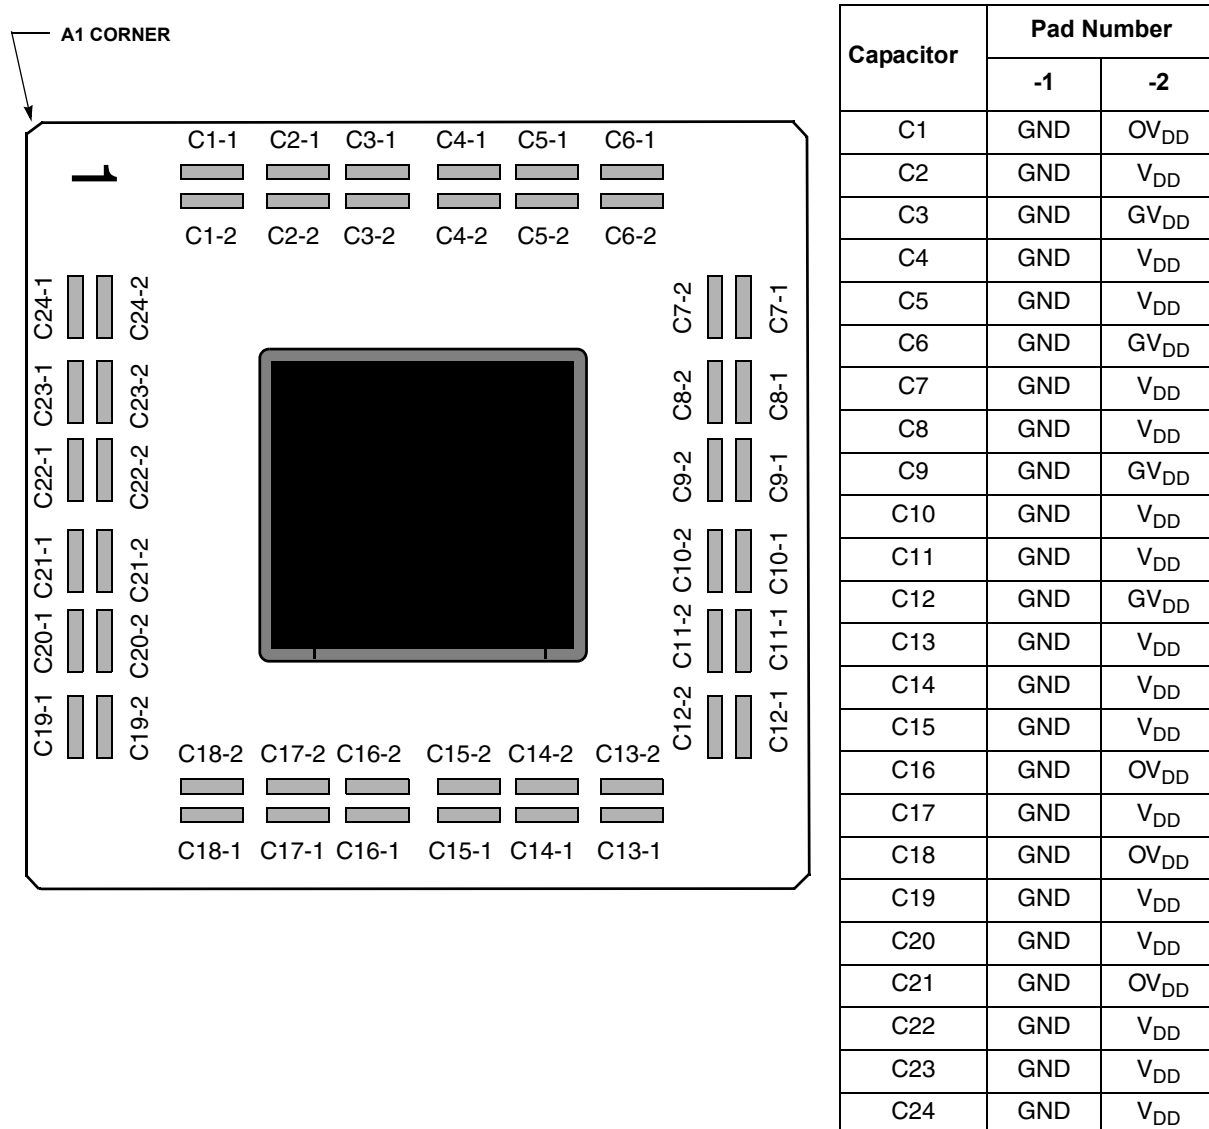 A1 CORNER
1
C1-1 C2-1 C3-1 C4-1 C5-1 C6-1
C1-2 C2-2 C3-2 C4-2 C5-2 C6-2
C24-1 C24-2 C7-2 C7-1
C23-1 C23-2 C8-2 C8-1
C22-1 C22-2 C9-2 C9-1
C21-1 C21-2 C10-2 C10-1
C20-1 C20-2 C11-2 C11-1
C19-1 C19-2 C12-2 C12-1
C18-2 C17-2 C16-2 C15-2 C14-2 C13-2
C18-1 C17-1 C16-1 C15-1 C14-1 C13-1
Capacitor Pad Number
-1 -2
C1 GND OVDD
C2 GND VDD
C3 GND GVDD
C4 GND VDD
C5 GND VDD
C6 GND GVDD
C7 GND VDD
C8 GND VDD
C9 GND GVDD
C10 GND VDD
C11 GND VDD
C12 GND GVDD
C13 GND VDD
C14 GND VDD
C15 GND VDD
C16 GND OVDD
C17 GND VDD
C18 GND OVDD
C19 GND VDD
C20 GND VDD
C21 GND OVDD
C22 GND VDD
C23 GND VDD
C24 GND VDD